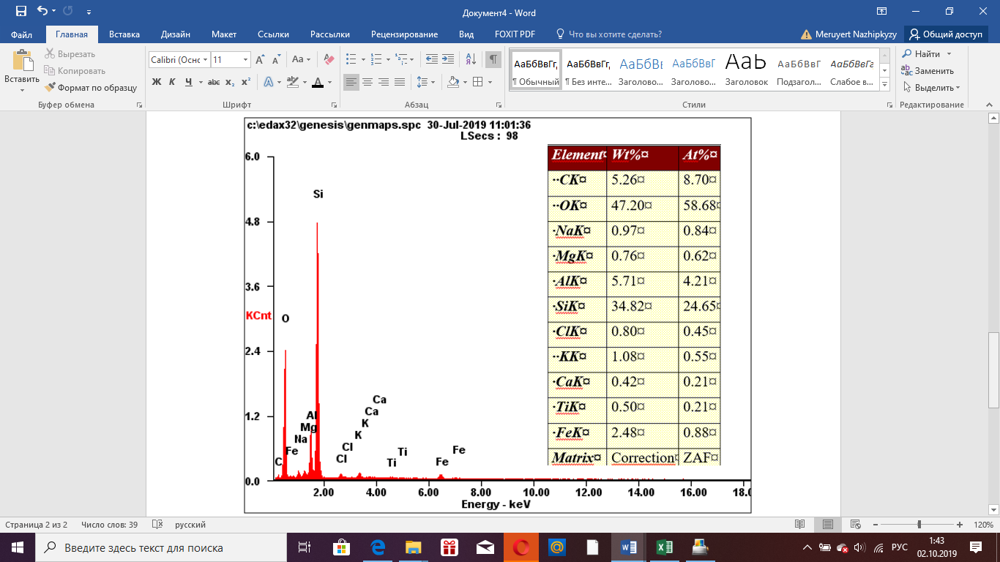 Документ4 - Word
Файл Главная Вставка Дизайн Макет Ссылки Рассылки Рецензирование Вид FOXIT PDF Что вы хотите сделать? Meruyert Nazhipkyzy Общий доступ
Вставить
Вырезать
Копировать
Формат по образцу
Буфер обмена
Calibri (Осно 11
Ж К Ч abc x₂ x²
Шрифт
Абзац
АаБбВвГг, АаБбВвГг, АаБбВв АаБбВвГ АаЬ АаБбВвГ АаБбВвГг
¶ Обычный ¶ Без инте... Заголово... Заголово... Заголовок Подзагол... Слабое в...
Стили
Найти
Заменить
Выделить
Редактирование
c:\edax32\genesis\genmaps.spc 30-Jul-2019 11:01:36
LSecs : 98
6.0
4.8
3.6
KCnt
2.4
1.2
0.0
Si
O
Al
Mg
Na
Fe
C
Cl
Cl
K
K
Ca
Ca
Ti
Ti
Fe
Fe
2.00 4.00 6.00 8.00 10.00 12.00 14.00 16.00 18.0
Energy - keV
Element¤ Wt%¤ At%¤
··CK¤ 5.26¤ 8.70¤
··OK¤ 47.20¤ 58.68¤
·NaK¤ 0.97¤ 0.84¤
·MgK¤ 0.76¤ 0.62¤
·AlK¤ 5.71¤ 4.21¤
·SiK¤ 34.82¤ 24.65¤
·ClK¤ 0.80¤ 0.45¤
··KK¤ 1.08¤ 0.55¤
·CaK¤ 0.42¤ 0.21¤
·TiK¤ 0.50¤ 0.21¤
·FeK¤ 2.48¤ 0.88¤
Matrix¤ Correction¤ ZAF¤
Страница 2 из 2 Число слов: 39 русский 120%
Введите здесь текст для поиска
РУС
1:43
02.10.2019